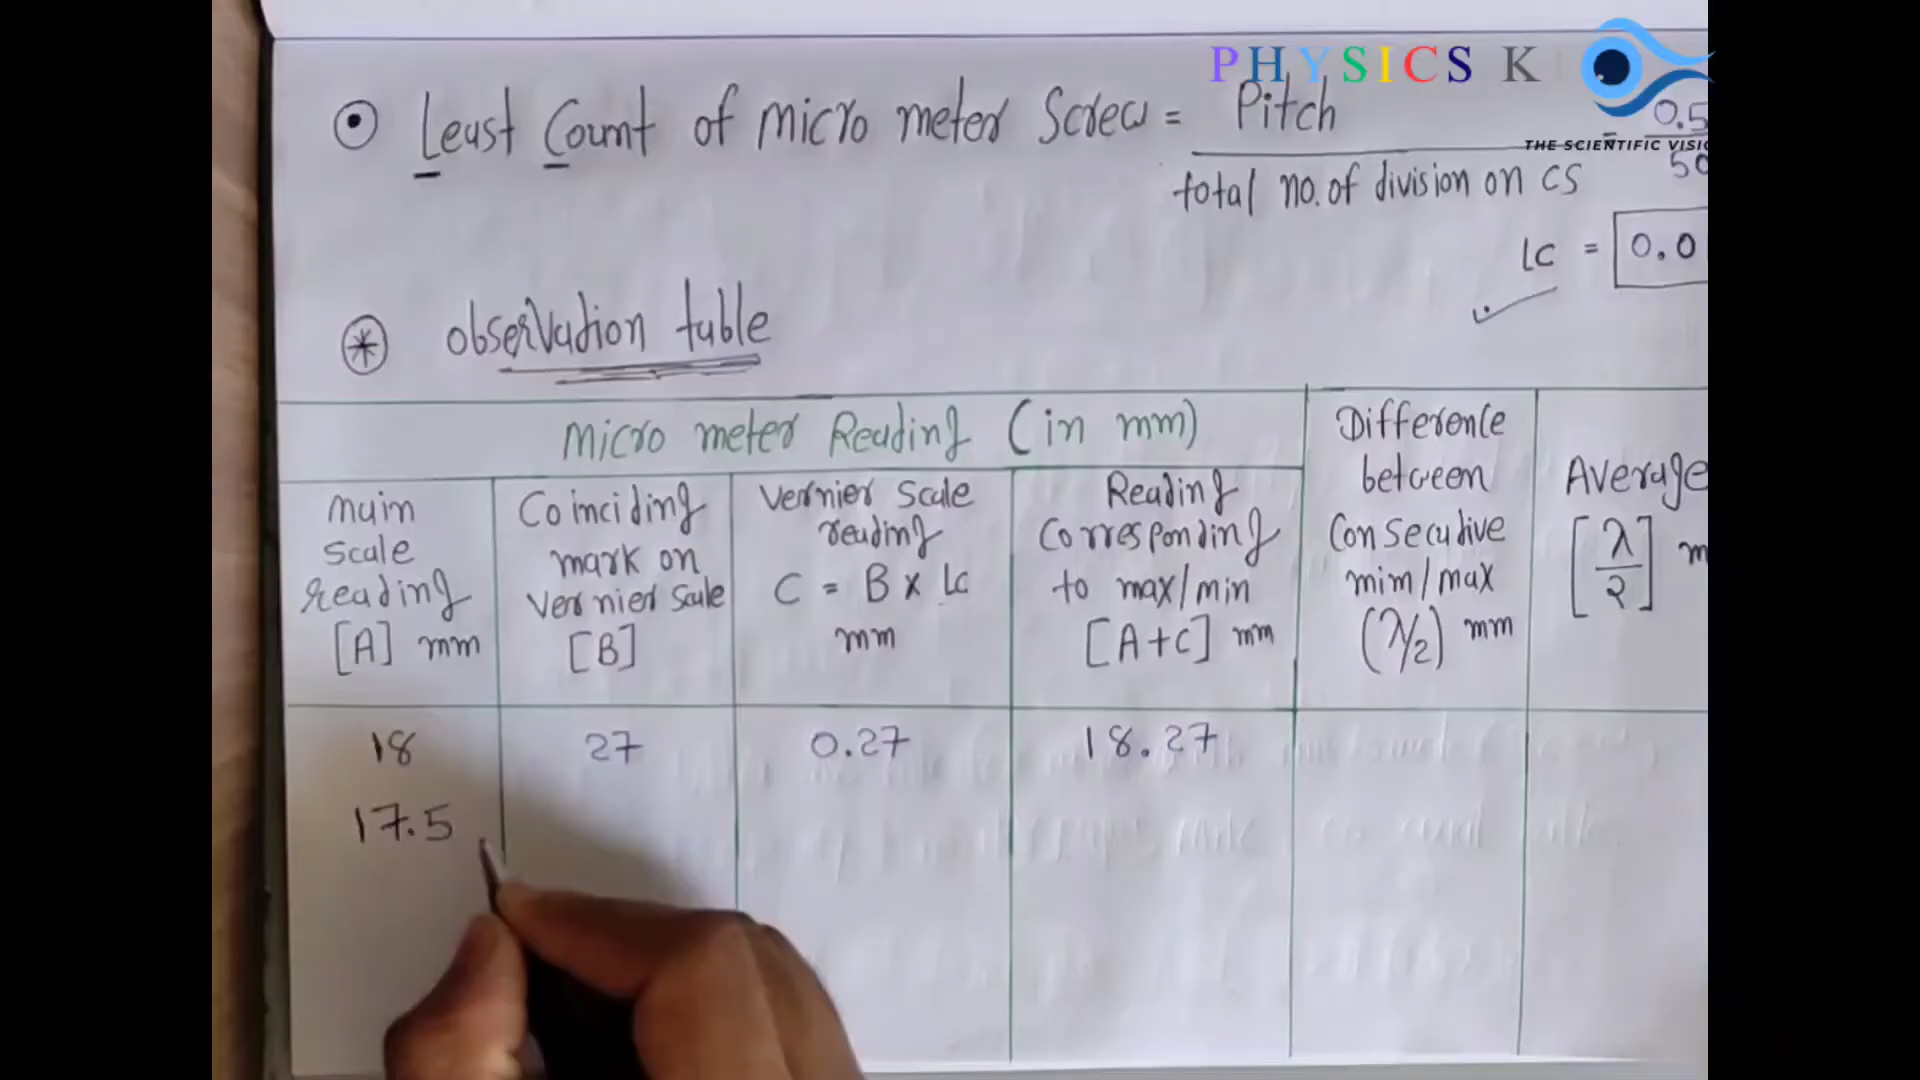 PHYSICS K
THE SCIENTIFIC VISIO
Least Count of micro meter Screw = Pitch = 0.5
total no. of division on CS 50
LC = 0.0
observation table
Micro meter Reading (in mm)
Difference between Consecutive mim/max (λ/2) mm
Average [λ/2] m
Main Scale reading [A] mm
Coinciding mark on Vernier Scale [B]
Vernier Scale reading C = B x Lc mm
Reading Corresponding to max/min [A+C] mm
18 27 0.27 18.27
17.5